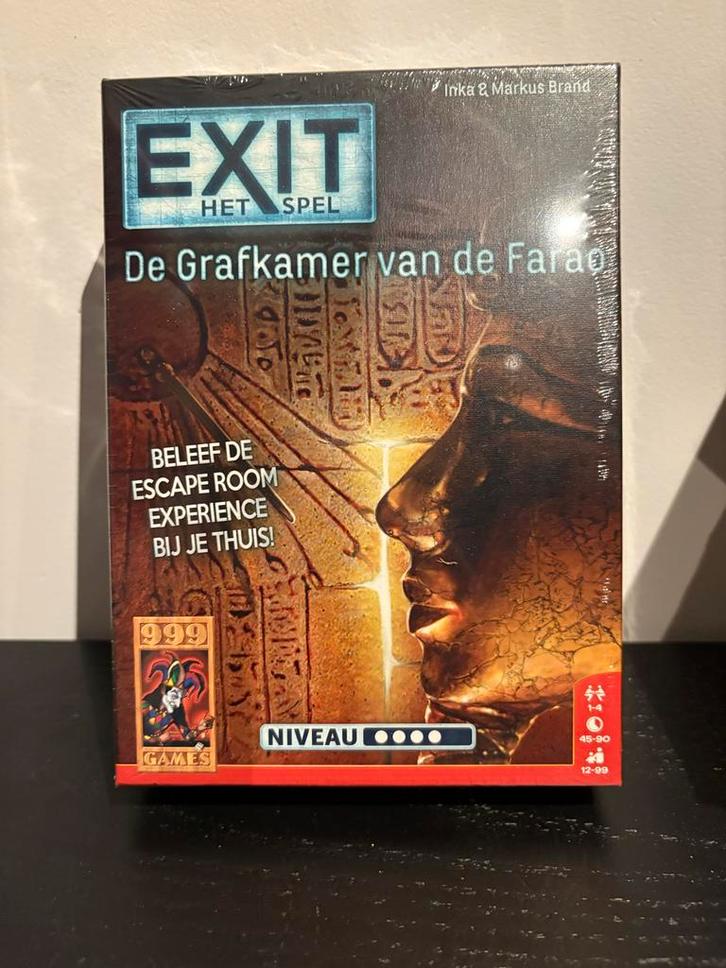 Inka & Markus Brand
EXIT
HET SPEL
De Grafkamer van de Farao
BELEEF DE
ESCAPE ROOM
EXPERIENCE
BIJ JE THUIS!
999
GAMES
NIVEAU
1-4
45-90
12-99